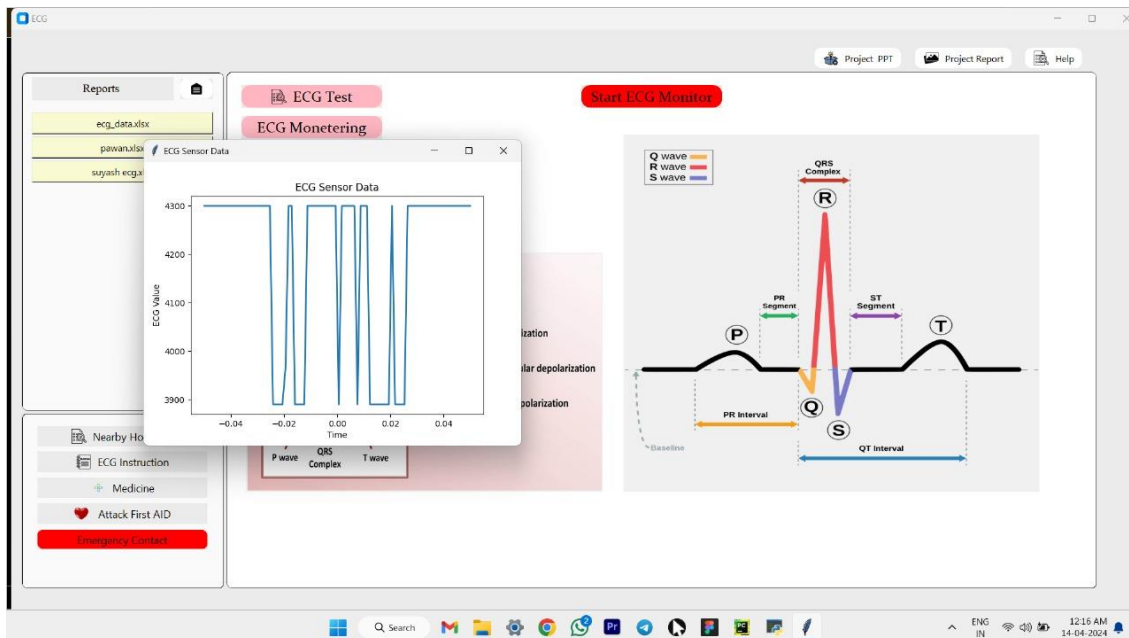 ECG
Project PPT
Project Report
Help
Reports
ecg_data.xlsx
pawan.xlsx
suyash ecg.x
ECG Test
Start ECG Monitor
ECG Monetering
ECG Sensor Data
ECG Sensor Data
4300
4200
4100
4000
3900
ECG Value
−0.04
−0.02
0.00
0.02
0.04
Time
ization
ular depolarization
polarization
P wave
QRS
Complex
T wave
Q wave
R wave
S wave
QRS
Complex
R
PR
Segment
ST
Segment
P
T
Q
S
PR Interval
Baseline
QT Interval
Nearby Ho
ECG Instruction
Medicine
Attack First AID
Emergency Contact
Search
2
Pr
PC
ENG
IN
12:16 AM
14-04-2024